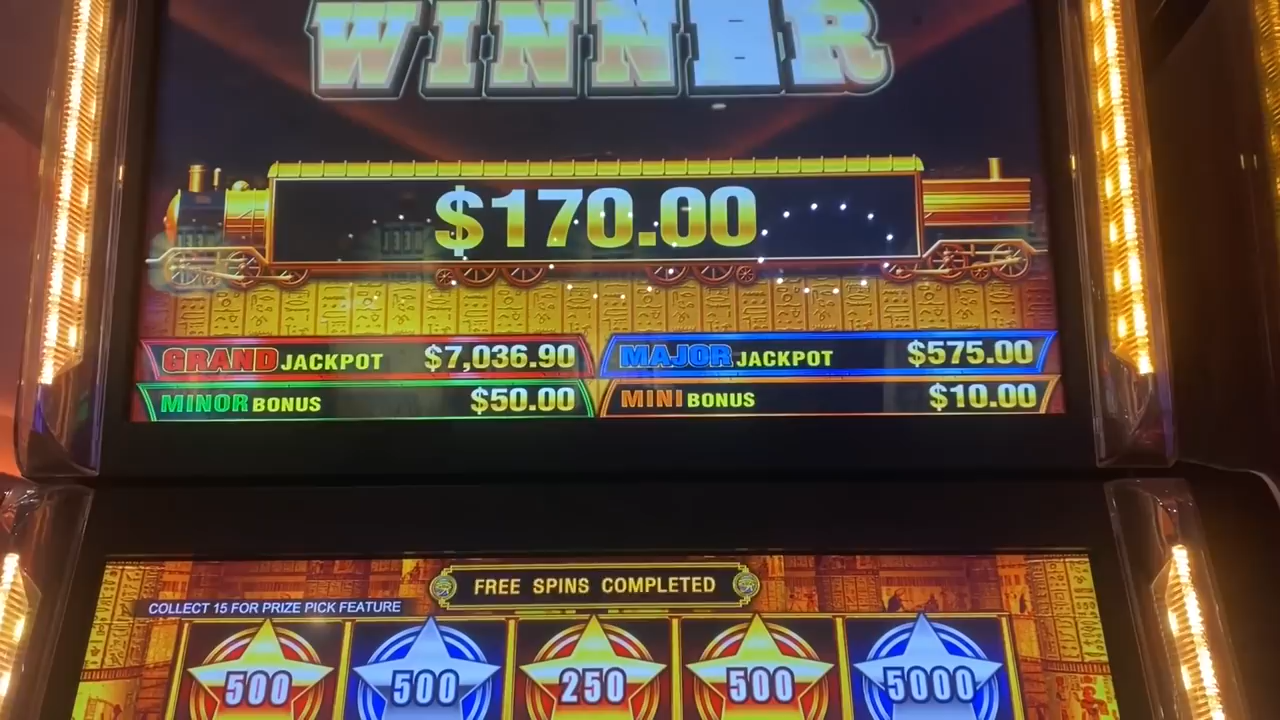 WINNER
$170.00
GRAND JACKPOT $7,036.90
MAJOR JACKPOT $575.00
MINOR BONUS $50.00
MINI BONUS $10.00
FREE SPINS COMPLETED
COLLECT 15 FOR PRIZE PICK FEATURE
500 500 250 500 5000